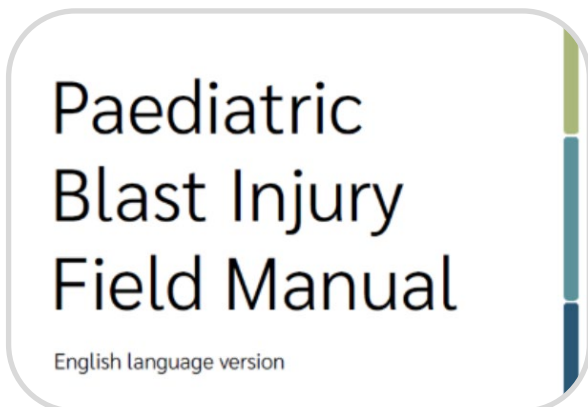 Paediatric
Blast Injury
Field Manual
English language version